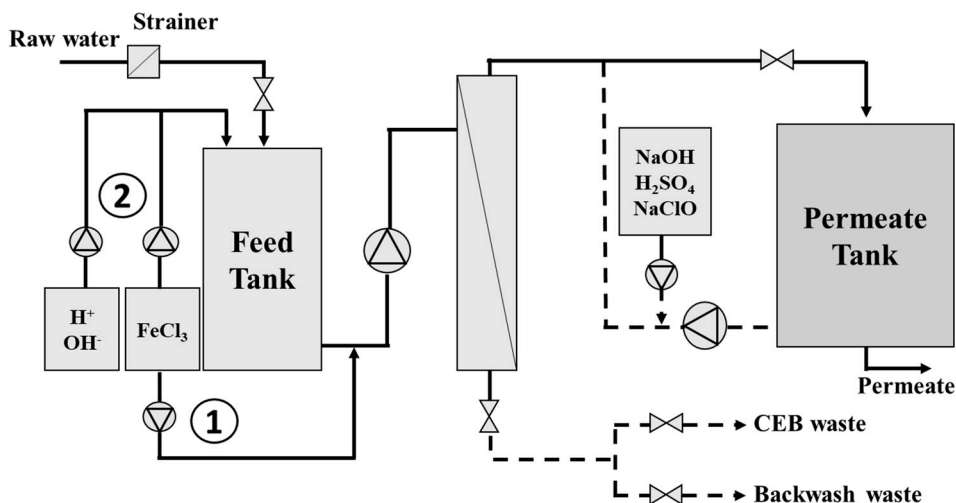 Strainer
Raw water
NaOH
H₂SO₄
NaClO
2
Feed
Tank
Permeate
Tank
H⁺
OH⁻
FeCl₃
1
Permeate
CEB waste
Backwash waste